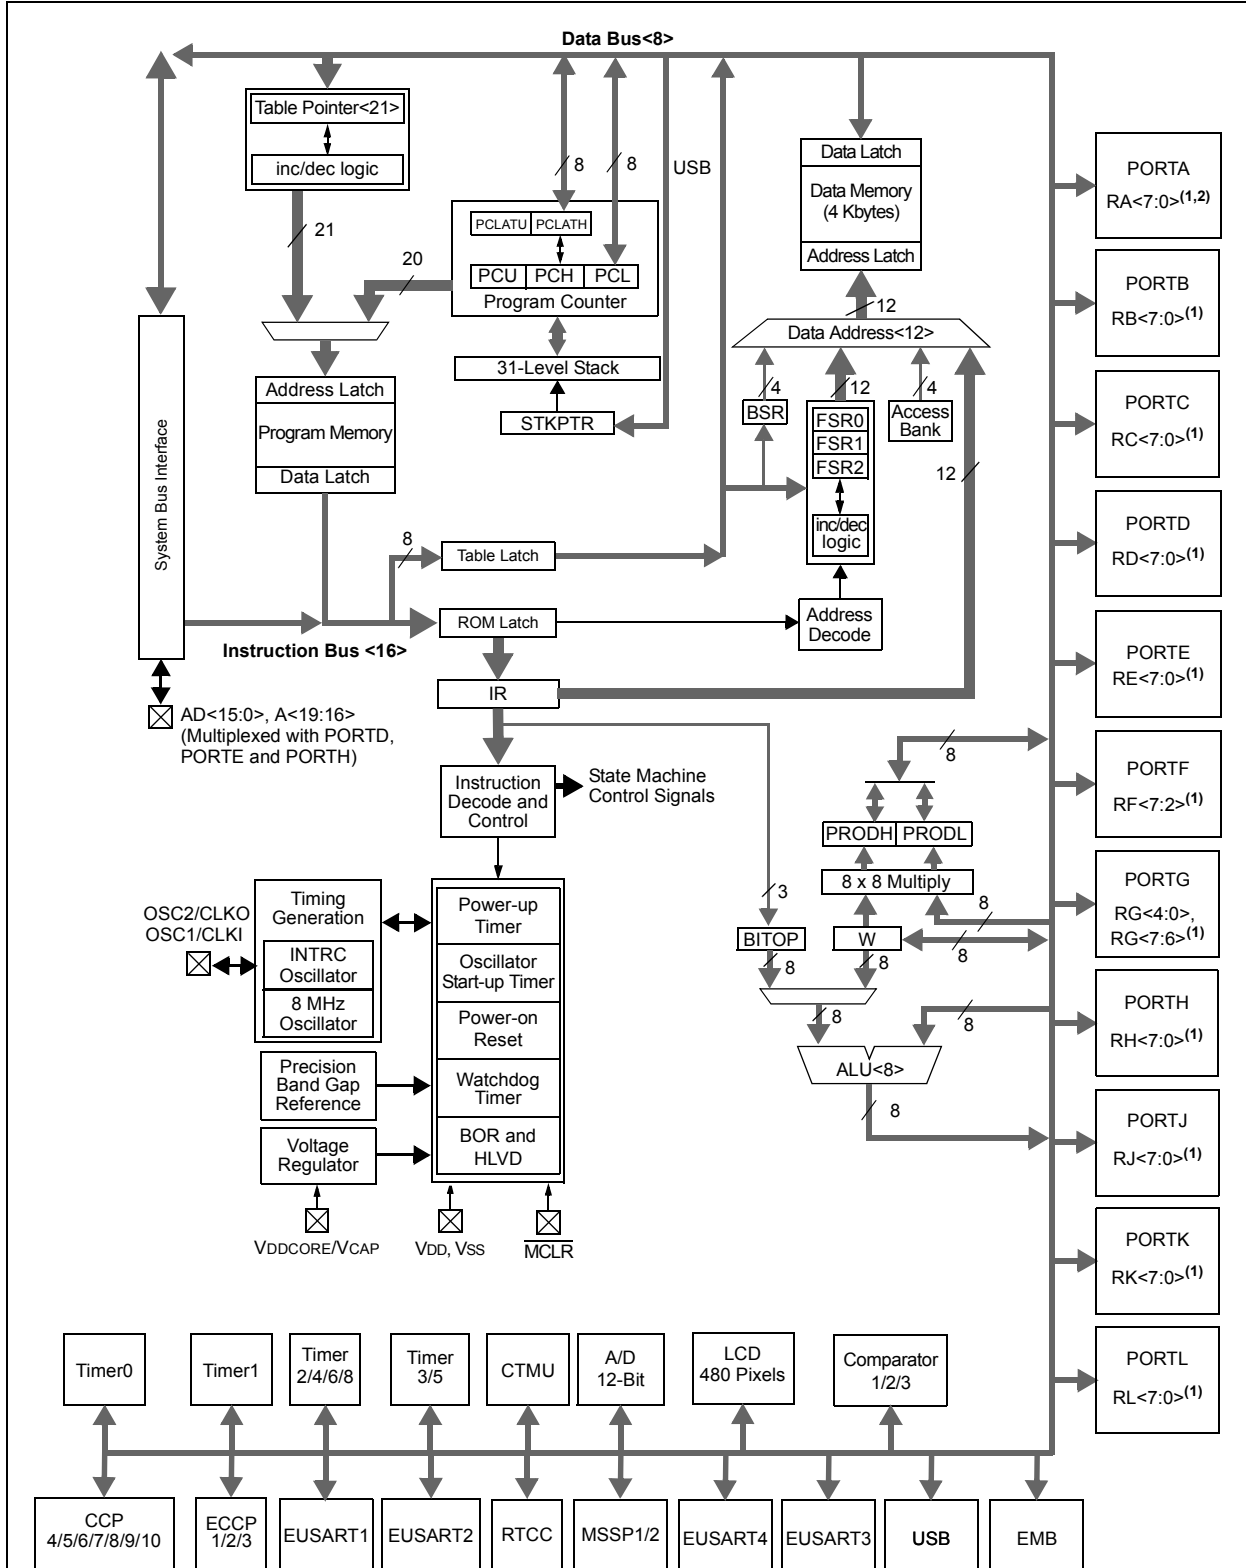 Data Bus<8>
Table Pointer<21>
inc/dec logic
21
20
8
8
USB
PCLATU PCLATH
PCU PCH PCL
Program Counter
31-Level Stack
STKPTR
Address Latch
Program Memory
Data Latch
System Bus Interface
8
Table Latch
ROM Latch
Instruction Bus <16>
IR
AD<15:0>, A<19:16>
(Multiplexed with PORTD,
PORTE and PORTH)
Data Latch
Data Memory
(4 Kbytes)
Address Latch
12
Data Address<12>
4
12
4
BSR
FSR0
FSR1
FSR2
inc/dec
logic
Access
Bank
12
Address
Decode
Instruction
Decode and
Control
State Machine
Control Signals
8
PRODH PRODL
8 x 8 Multiply
3
8
BITOP
W
8
8
8
8
8
ALU<8>
8
OSC2/CLKO
OSC1/CLKI
Timing
Generation
INTRC
Oscillator
8 MHz
Oscillator
Precision
Band Gap
Reference
Voltage
Regulator
Power-up
Timer
Oscillator
Start-up Timer
Power-on
Reset
Watchdog
Timer
BOR and
HLVD
VDDCORE/VCAP
VDD, VSS
MCLR
PORTA
RA<7:0>(1,2)
PORTB
RB<7:0>(1)
PORTC
RC<7:0>(1)
PORTD
RD<7:0>(1)
PORTE
RE<7:0>(1)
PORTF
RF<7:2>(1)
PORTG
RG<4:0>,
RG<7:6>(1)
PORTH
RH<7:0>(1)
PORTJ
RJ<7:0>(1)
PORTK
RK<7:0>(1)
PORTL
RL<7:0>(1)
Timer0
Timer1
Timer
2/4/6/8
Timer
3/5
CTMU
A/D
12-Bit
LCD
480 Pixels
Comparator
1/2/3
CCP
4/5/6/7/8/9/10
ECCP
1/2/3
EUSART1
EUSART2
RTCC
MSSP1/2
EUSART4
EUSART3
USB
EMB